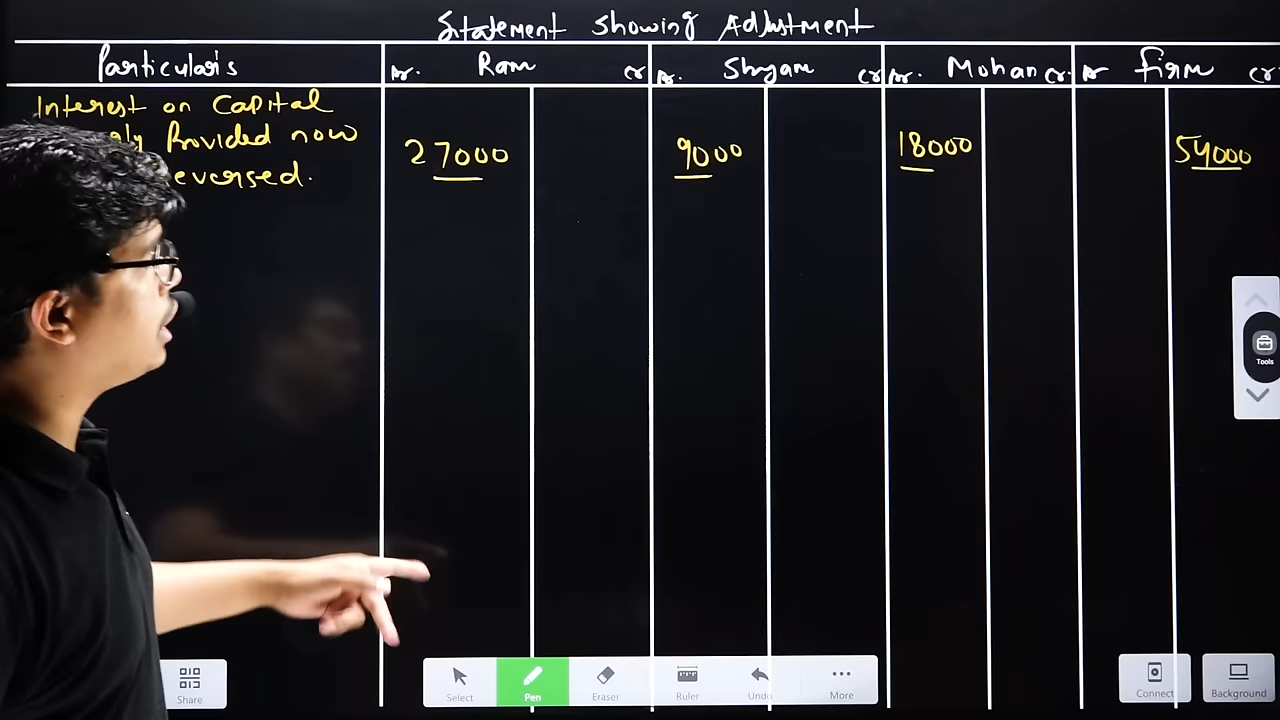 Statement Showing Adjustment
Particulars Dr. Ram Cr Dr. Shyam Cr Dr. Mohan Cr. Dr Firm Cr
Interest on Capital
Provided now 27000 9000 18000 54000
eversed.
Tools
Share Select Pen Eraser Ruler Undo More Connect Background